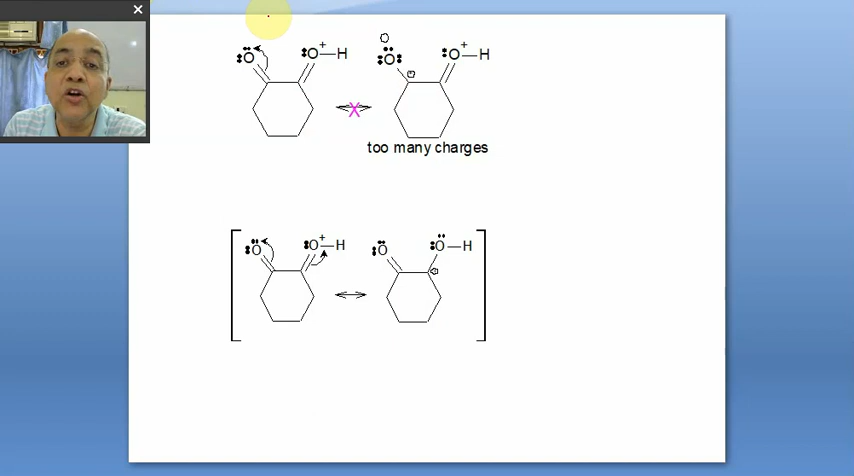 :Ö :O+–H ↔ :Ö: :O+–H
too many charges
[ :Ö :O+–H ↔ :Ö :Ö–H ]